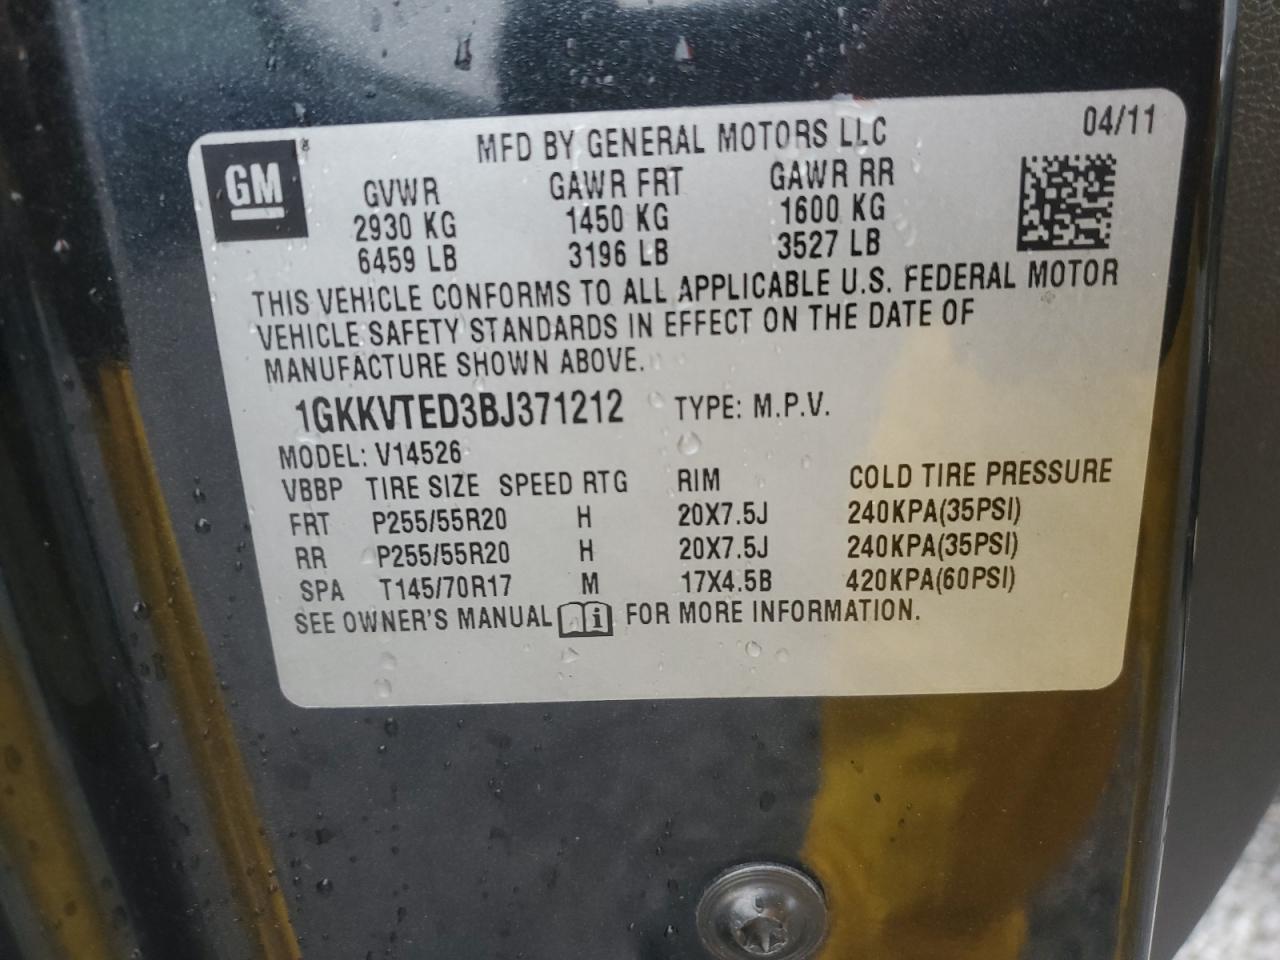 04/11
GM MFD BY GENERAL MOTORS LLC
GVWR GAWR FRT GAWR RR
2930 KG 1450 KG 1600 KG
6459 LB 3196 LB 3527 LB
THIS VEHICLE CONFORMS TO ALL APPLICABLE U.S. FEDERAL MOTOR
VEHICLE SAFETY STANDARDS IN EFFECT ON THE DATE OF
MANUFACTURE SHOWN ABOVE.
1GKKVTED3BJ371212 TYPE: M.P.V.
MODEL: V14526
VBBP TIRE SIZE SPEED RTG RIM COLD TIRE PRESSURE
FRT P255/55R20 H 20X7.5J 240KPA(35PSI)
RR P255/55R20 H 20X7.5J 240KPA(35PSI)
SPA T145/70R17 M 17X4.5B 420KPA(60PSI)
SEE OWNER'S MANUAL i FOR MORE INFORMATION.